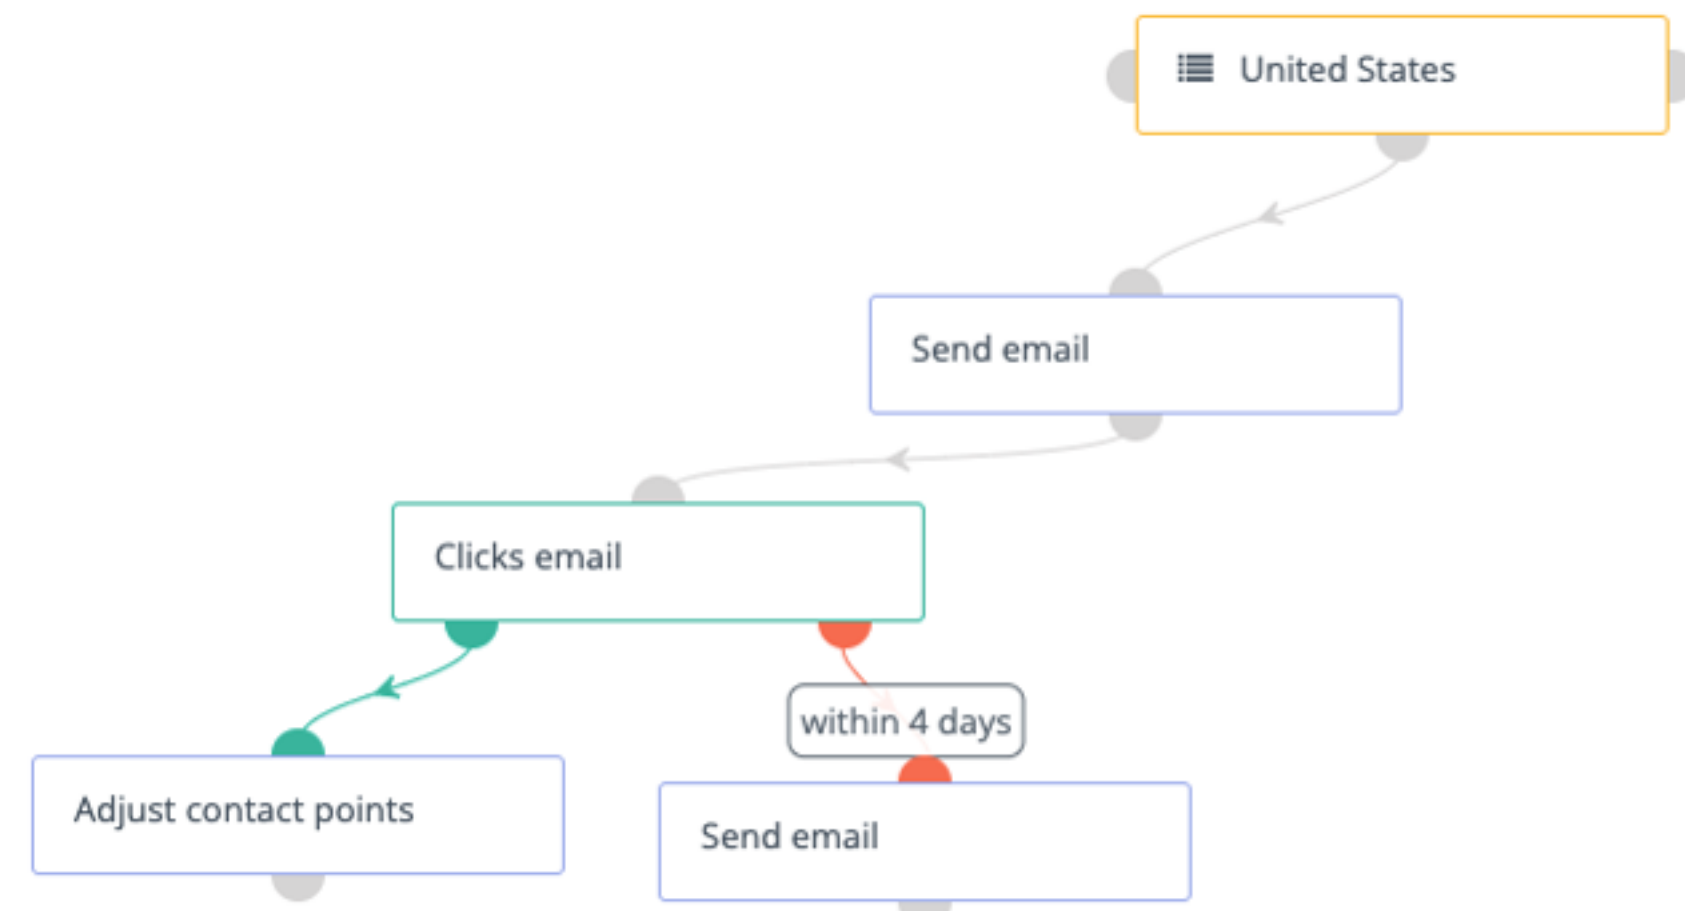 United States
Send email
Clicks email
within 4 days
Adjust contact points
Send email